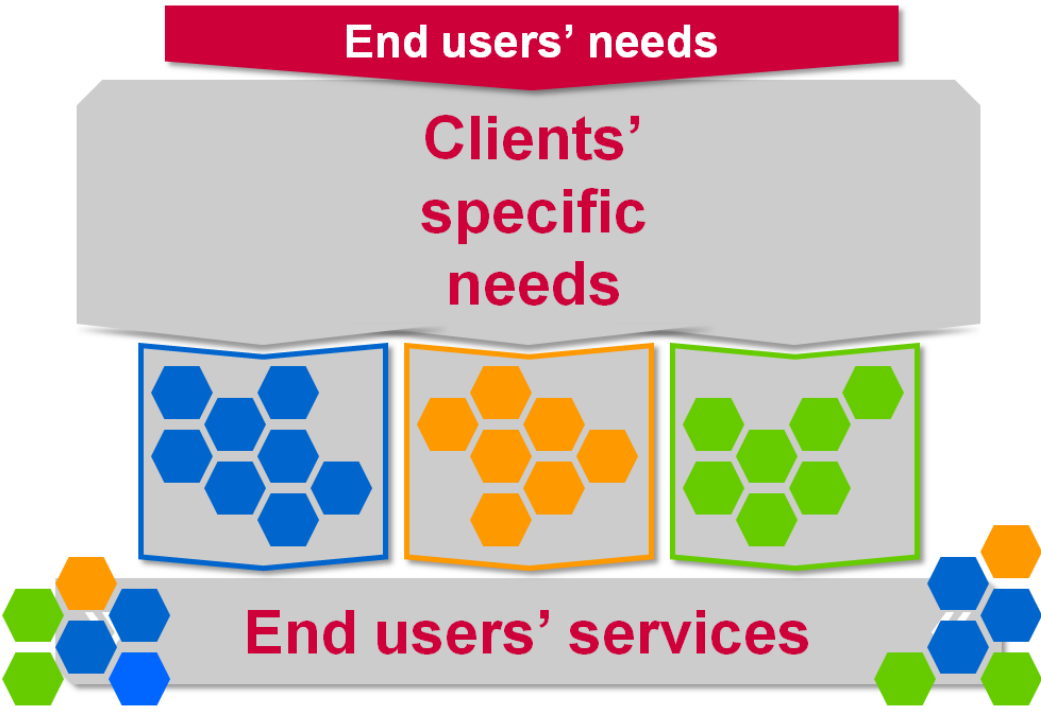 End users’ needs
Clients’
specific
needs
End users’ services